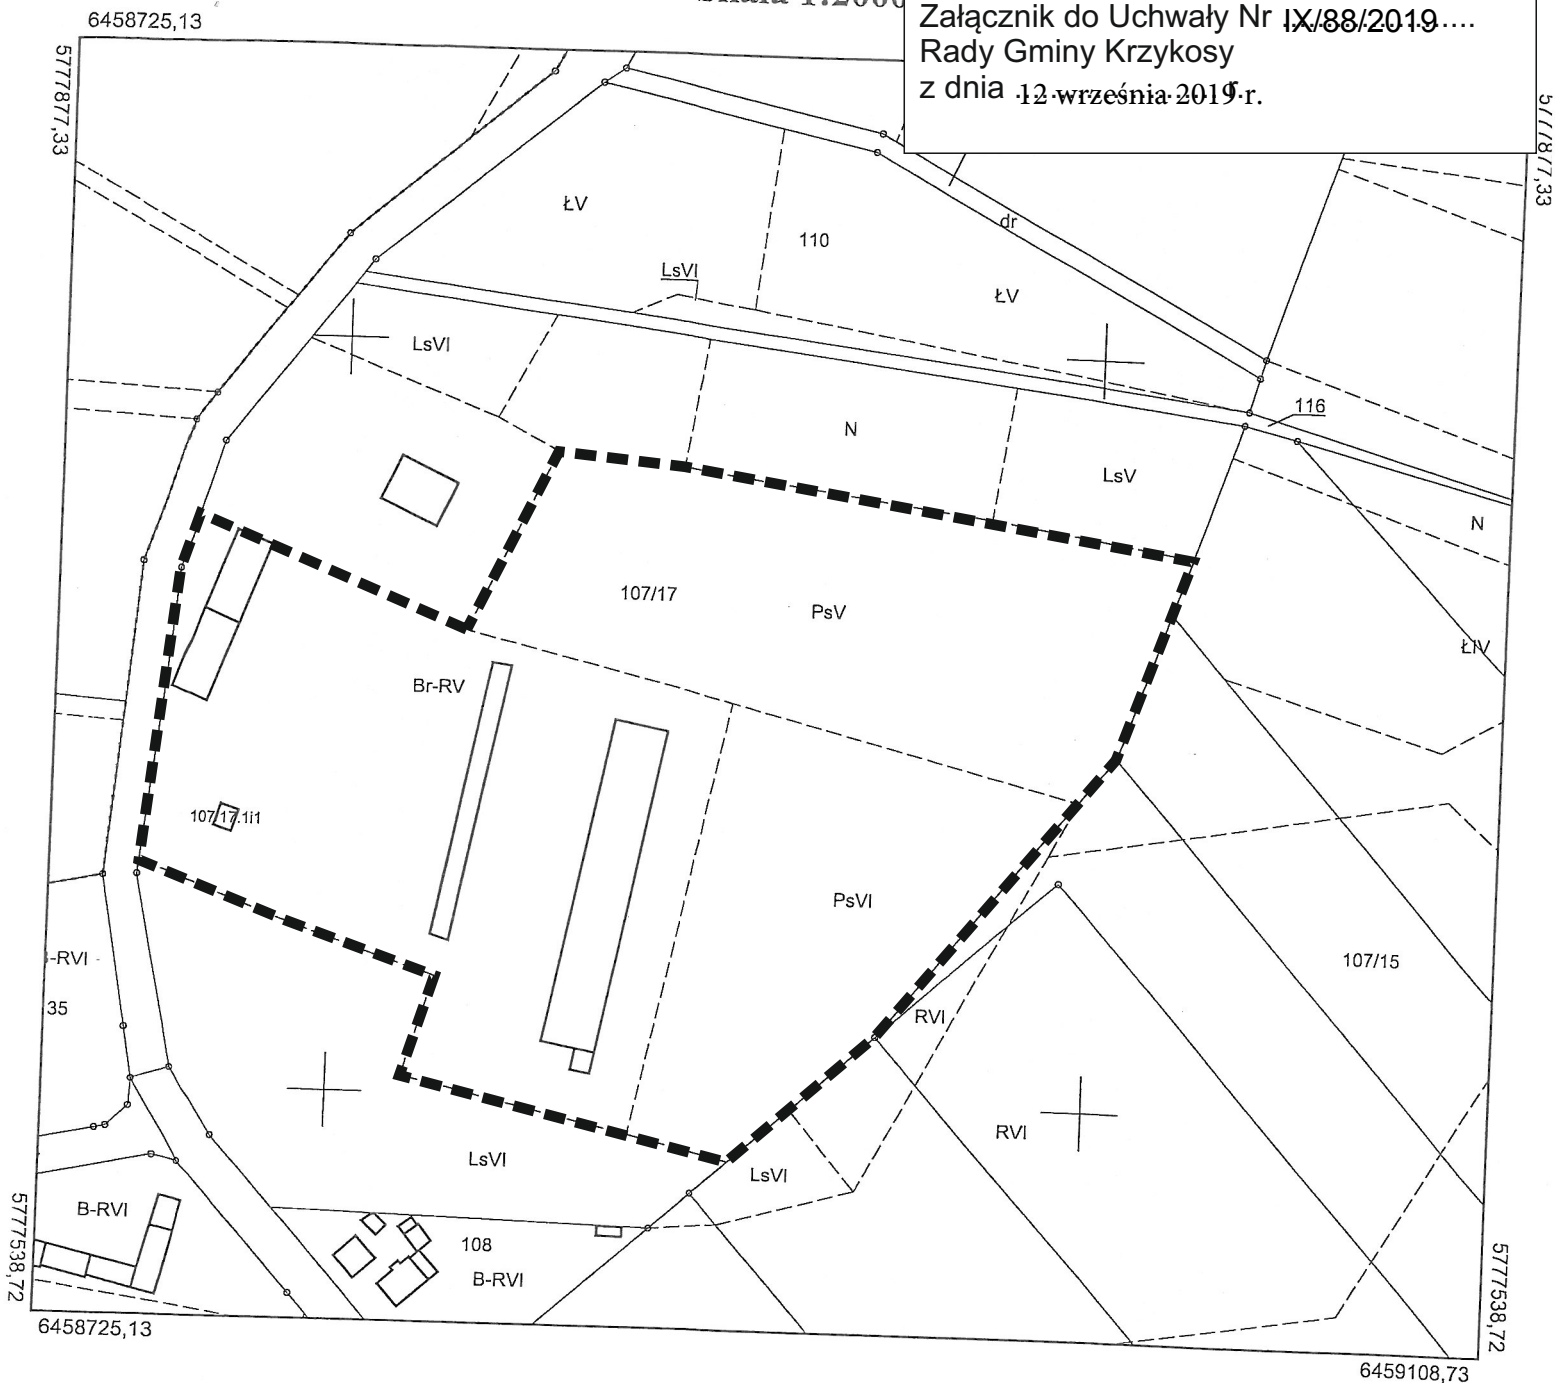 Załącznik do Uchwały Nr IX/88/2019
Rady Gminy Krzykosy
z dnia 12 września 2019 r.
6458725,13
5777877,33
5777877,33
ŁV
110
dr
LsVI
ŁV
LsVI
116
N
LsV
N
107/17
PsV
ŁIV
Br-RV
107/17.1i1
PsVI
-RVI
107/15
35
RVI
RVI
LsVI
LsVI
B-RVI
108
B-RVI
5777538,72
5777538,72
6458725,13
6459108,73